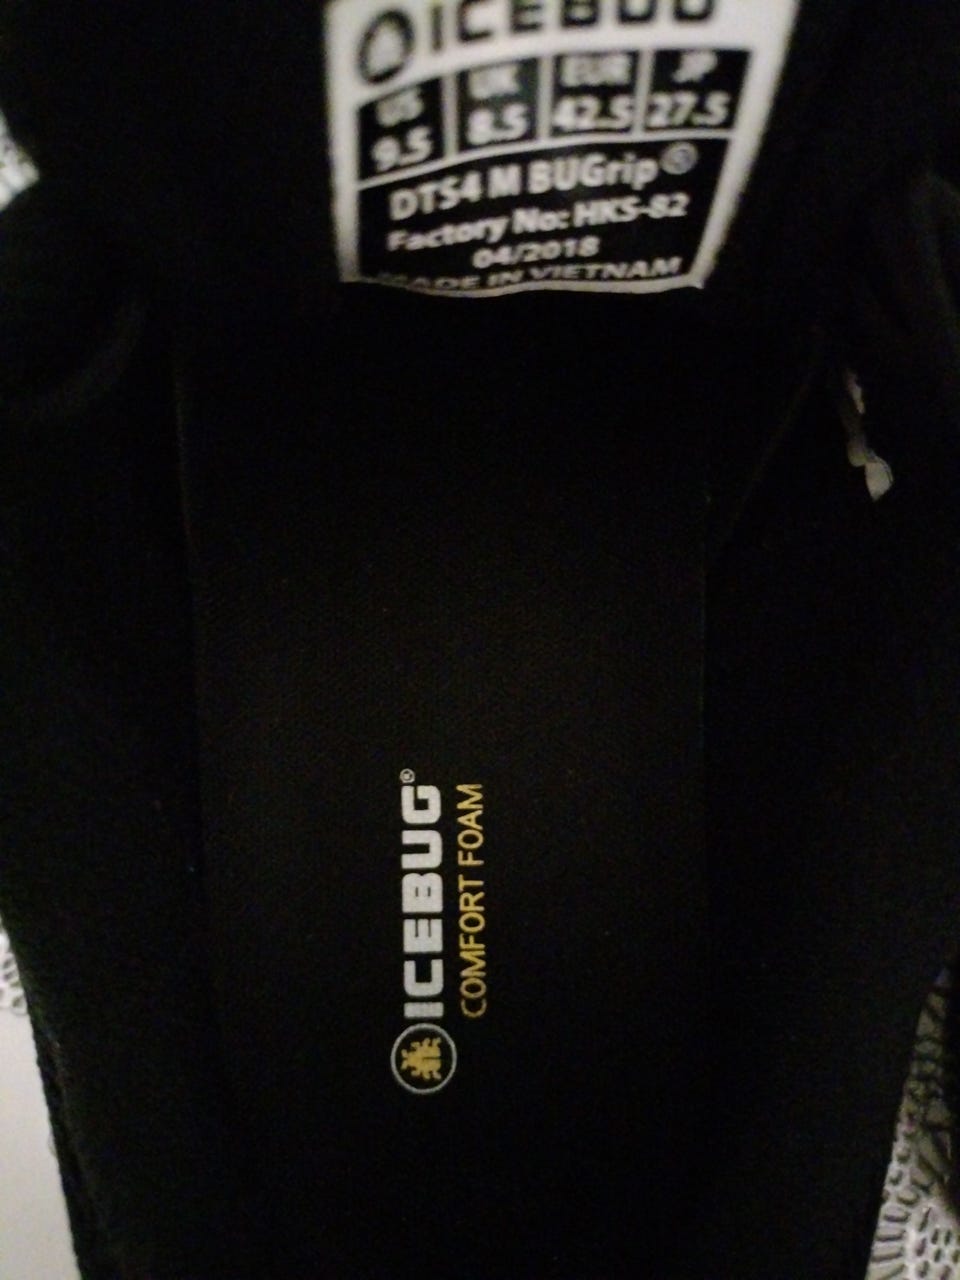 ICEBUG
US UK EUR JP
9.5 8.5 42.5 27.5
DTS4 M BUGrip®
Factory No: HKS-82
04/2018
MADE IN VIETNAM
ICEBUG®
COMFORT FOAM